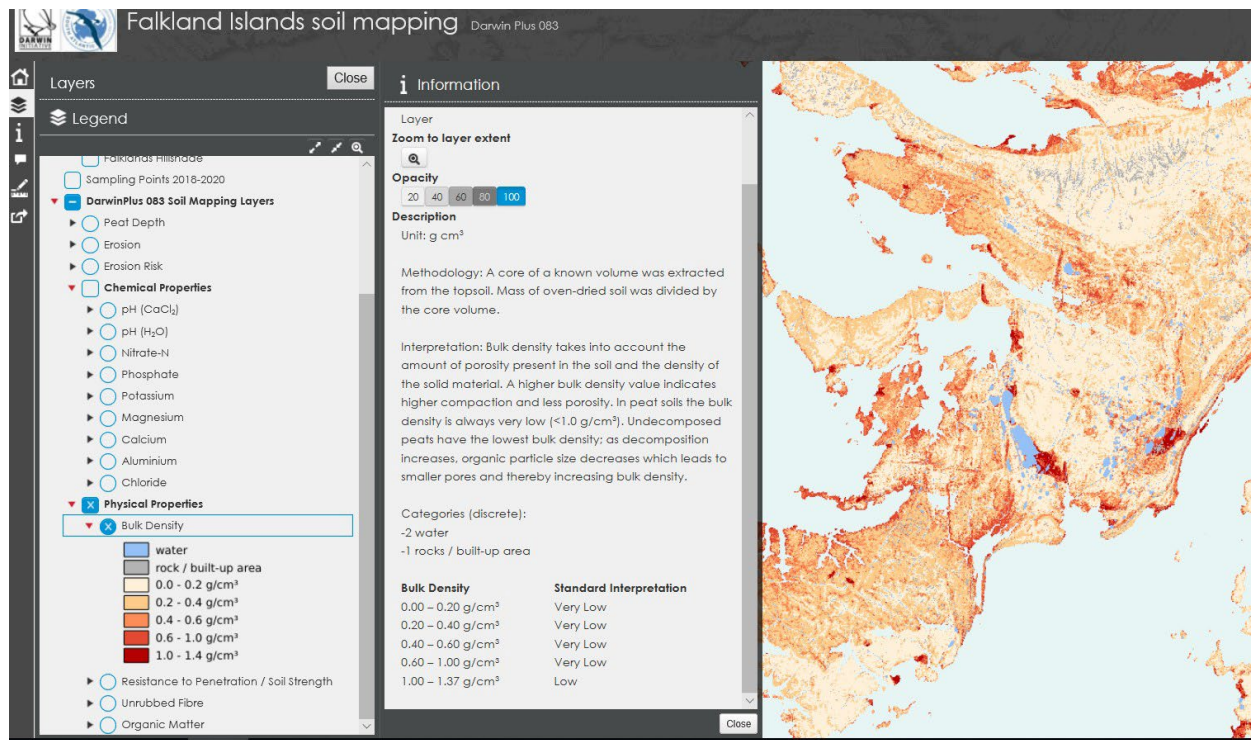 Falkland Islands soil mapping Darwin Plus 083
DARWIN
Layers
Close
Legend
Falklands Hillshade
Sampling Points 2018-2020
DarwinPlus 083 Soil Mapping Layers
Peat Depth
Erosion
Erosion Risk
Chemical Properties
pH (CaCl₂)
pH (H₂O)
Nitrate-N
Phosphate
Potassium
Magnesium
Calcium
Aluminium
Chloride
Physical Properties
Bulk Density
water
rock / built-up area
0.0 - 0.2 g/cm³
0.2 - 0.4 g/cm³
0.4 - 0.6 g/cm³
0.6 - 1.0 g/cm³
1.0 - 1.4 g/cm³
Resistance to Penetration / Soil Strength
Unrubbed Fibre
Organic Matter
i Information
Layer
Zoom to layer extent
Opacity
20 40 60 80 100
Description
Unit: g cm³
Methodology: A core of a known volume was extracted
from the topsoil. Mass of oven-dried soil was divided by
the core volume.
Interpretation: Bulk density takes into account the
amount of porosity present in the soil and the density of
the solid material. A higher bulk density value indicates
higher compaction and less porosity. In peat soils the bulk
density is always very low (<1.0 g/cm³). Undecomposed
peats have the lowest bulk density; as decomposition
increases, organic particle size decreases which leads to
smaller pores and thereby increasing bulk density.
Categories (discrete):
-2 water
-1 rocks / built-up area
Bulk Density Standard Interpretation
0.00 – 0.20 g/cm³ Very Low
0.20 – 0.40 g/cm³ Very Low
0.40 – 0.60 g/cm³ Very Low
0.60 – 1.00 g/cm³ Very Low
1.00 – 1.37 g/cm³ Low
Close